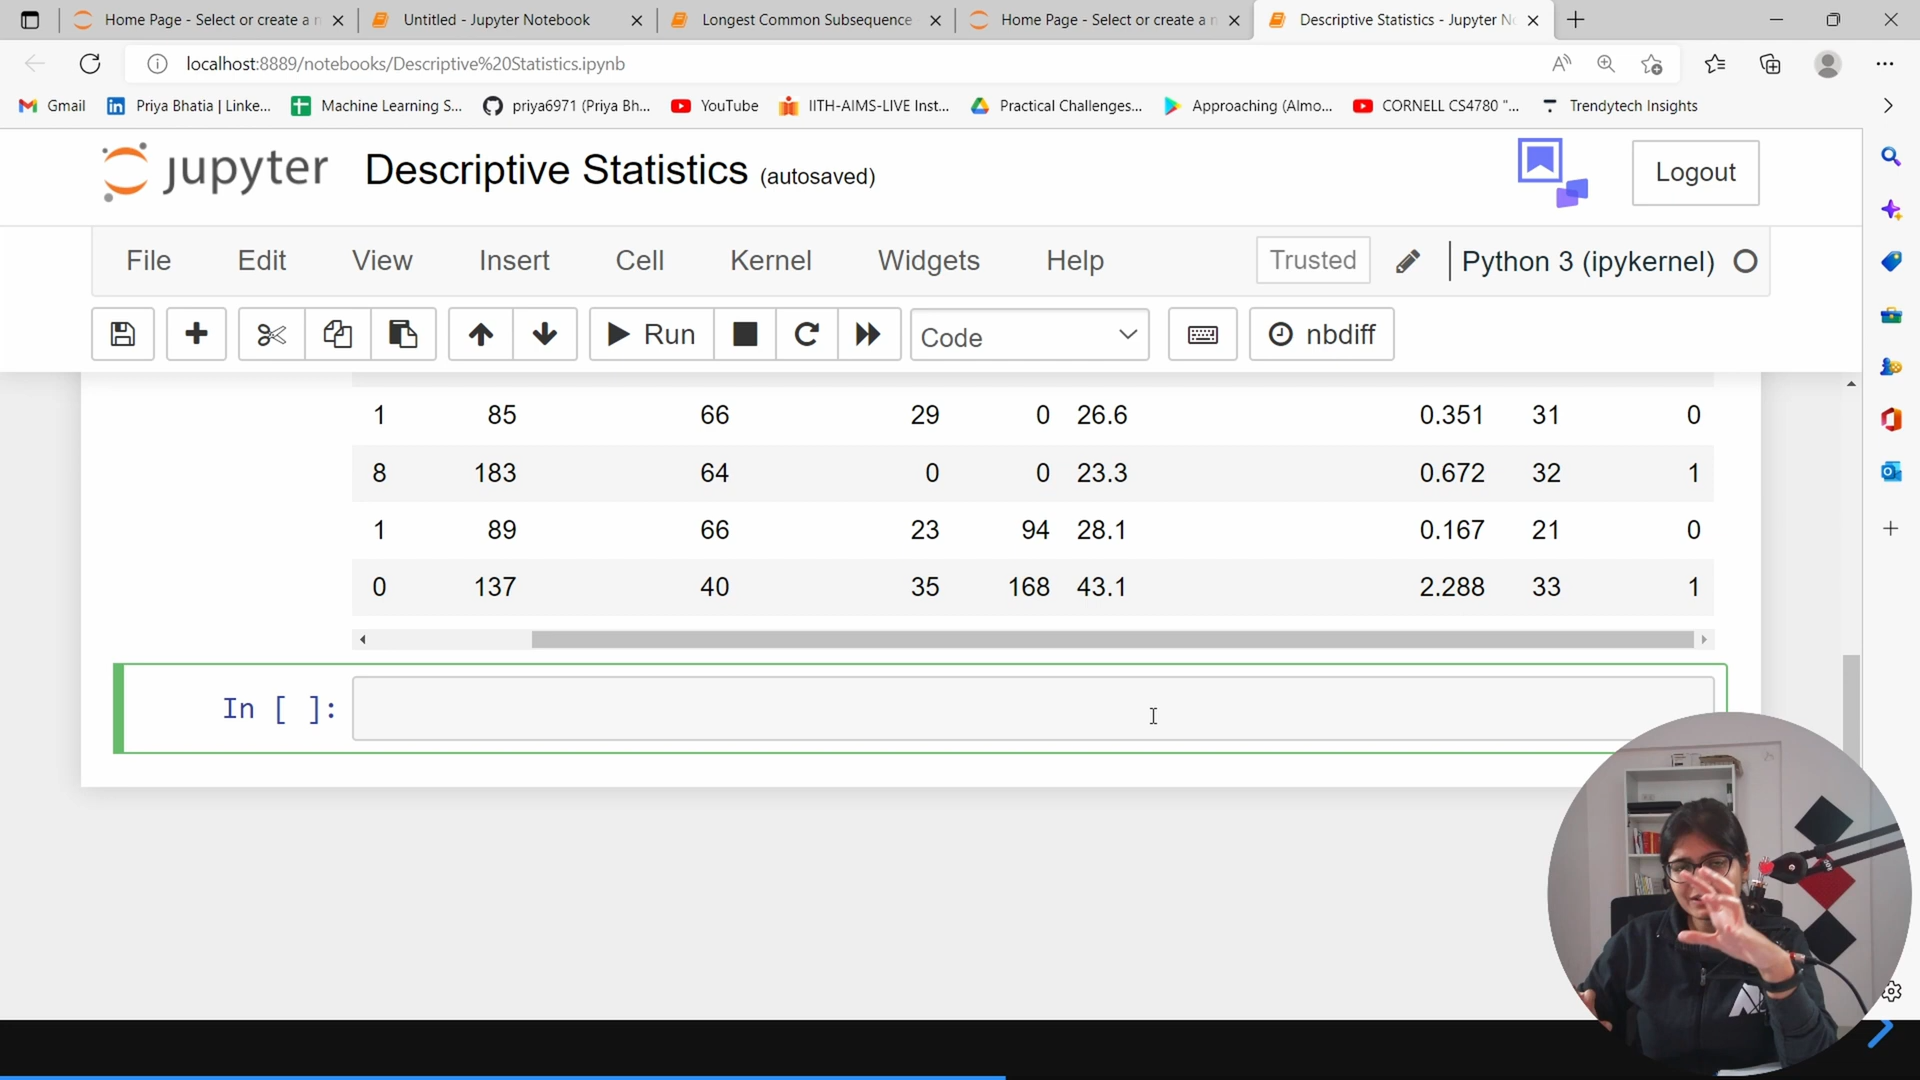 Home Page - Select or create a n
Untitled - Jupyter Notebook
Longest Common Subsequence
Home Page - Select or create a n
Descriptive Statistics - Jupyter No
localhost:8889/notebooks/Descriptive%20Statistics.ipynb
Gmail
Priya Bhatia | Linke...
Machine Learning S...
priya6971 (Priya Bh...
YouTube
IITH-AIMS-LIVE Inst...
Practical Challenges...
Approaching (Almo...
CORNELL CS4780 "...
Trendytech Insights
jupyter Descriptive Statistics (autosaved)
Logout
File Edit View Insert Cell Kernel Widgets Help
Trusted
Python 3 (ipykernel)
Run
Code
nbdiff
1 85 66 29 0 26.6 0.351 31 0
8 183 64 0 0 23.3 0.672 32 1
1 89 66 23 94 28.1 0.167 21 0
0 137 40 35 168 43.1 2.288 33 1
In [ ]: